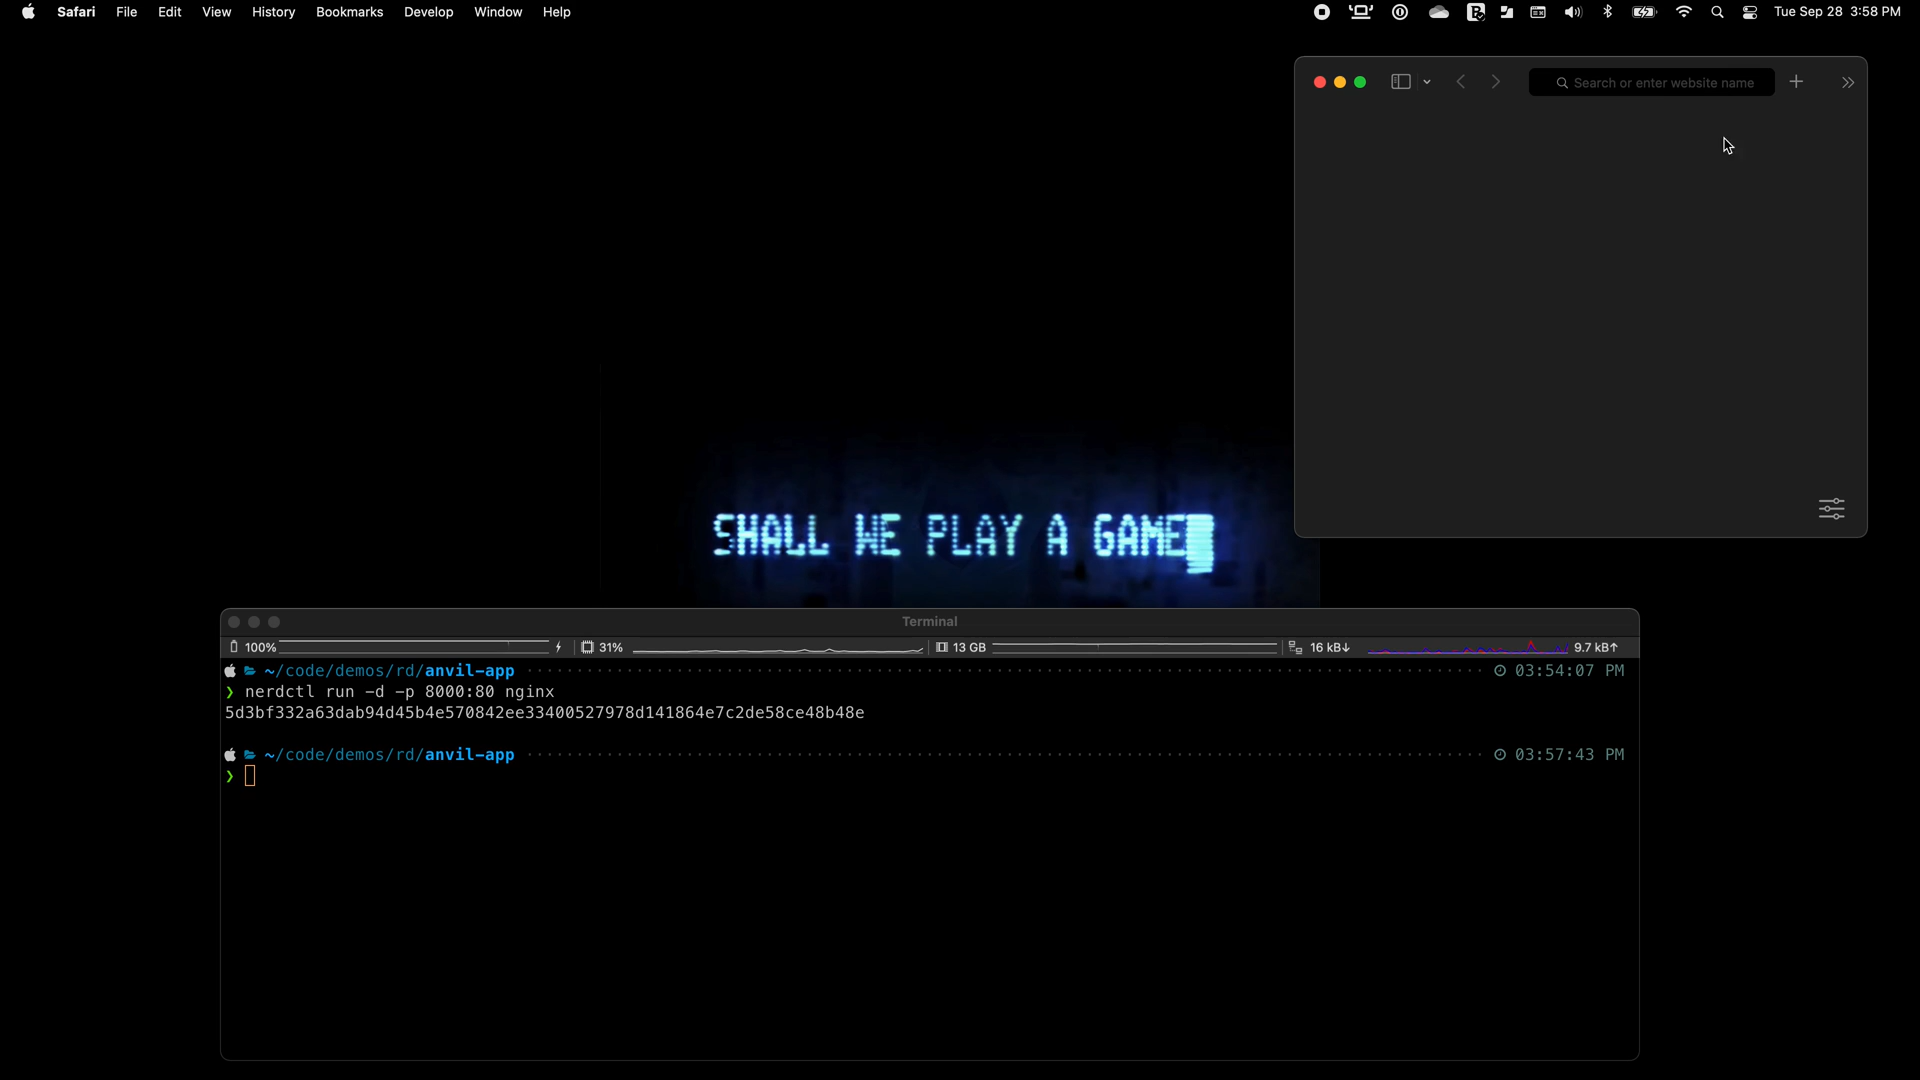 Safari File Edit View History Bookmarks Develop Window Help Tue Sep 28 3:58 PM
Search or enter website name
SHALL WE PLAY A GAME
Terminal
100% 31% 13 GB 16 kB↓ 9.7 kB↑
~/code/demos/rd/anvil-app 03:54:07 PM
❯ nerdctl run -d -p 8000:80 nginx
5d3bf332a63dab94d45b4e570842ee33400527978d141864e7c2de58ce48b48e
~/code/demos/rd/anvil-app 03:57:43 PM
❯